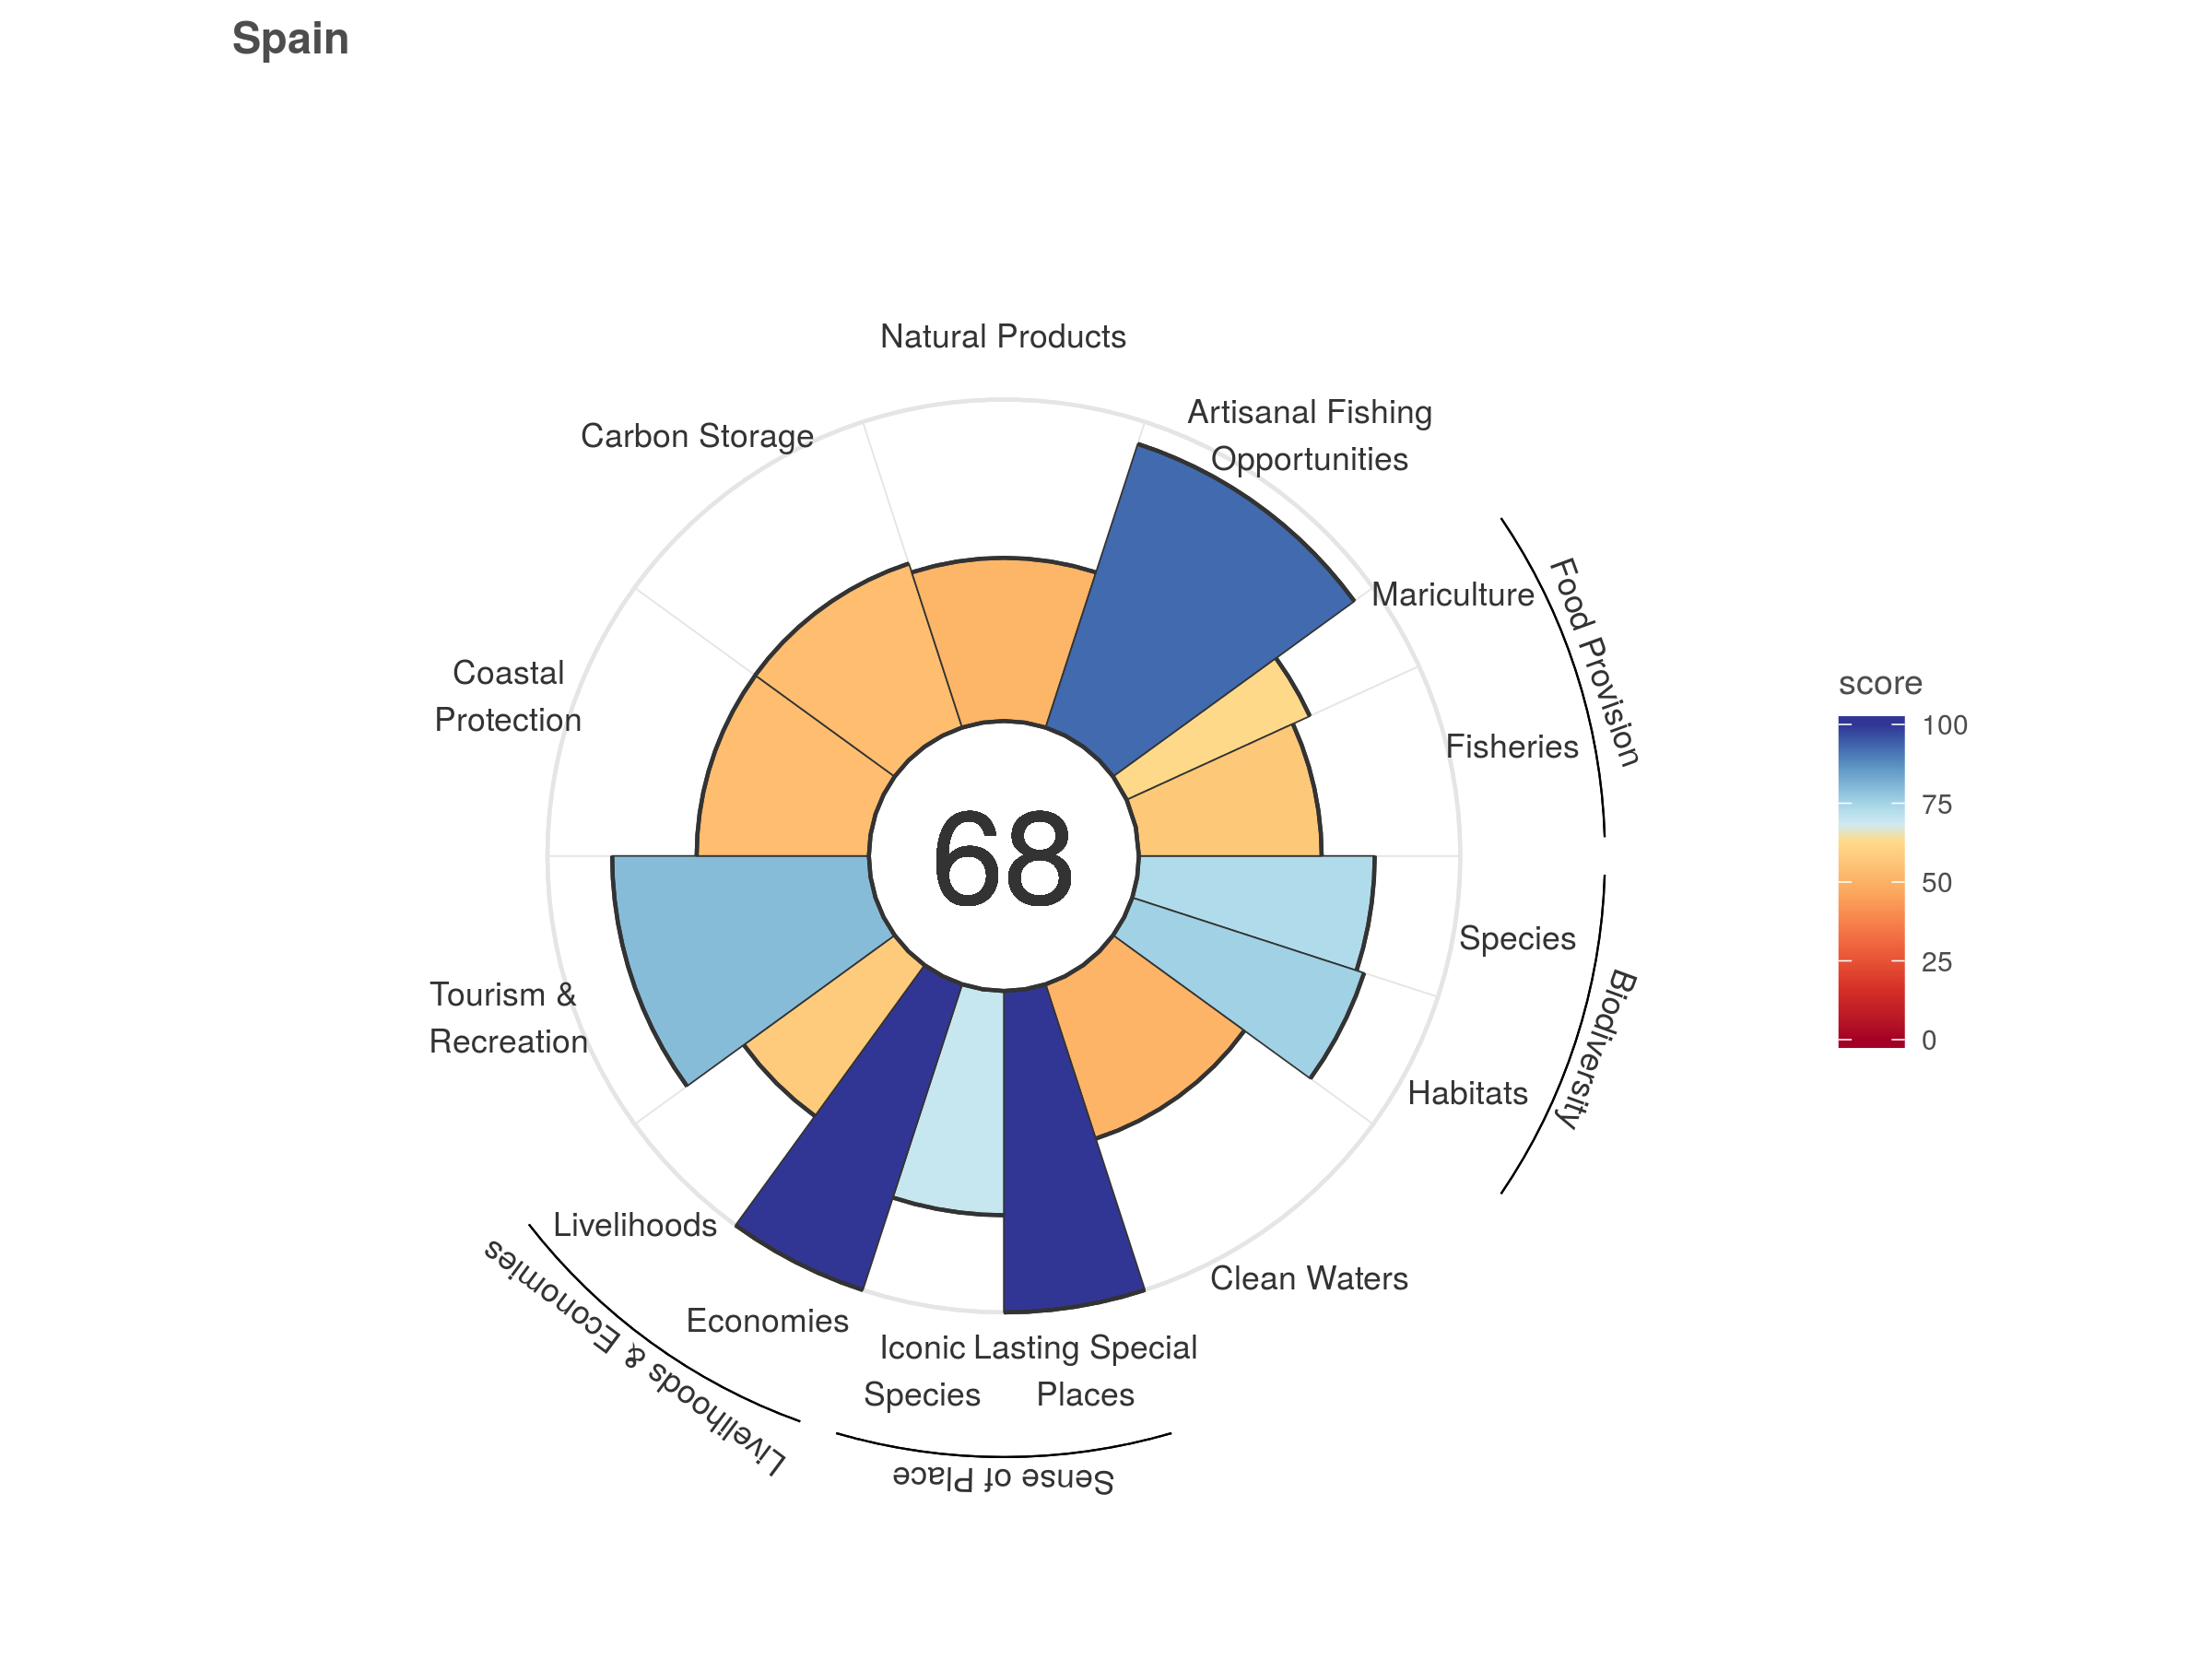 Spain
Natural Products
Artisanal Fishing
Opportunities
Carbon Storage
Mariculture
Food Provision
Coastal
Protection
Fisheries
score
100
75
50
25
0
68
Species
Biodiversity
Tourism &
Recreation
Habitats
Livelihoods
Clean Waters
Economies
Livelihoods & Economies
Iconic
Species
Lasting Special
Places
Sense of Place